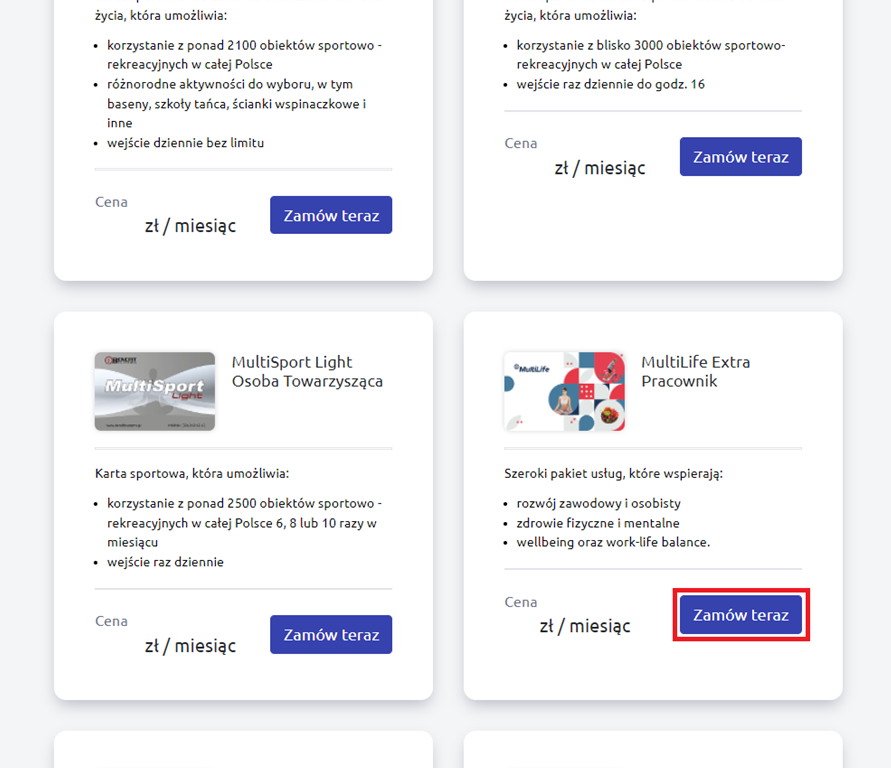 życia, która umożliwia:
korzystanie z ponad 2100 obiektów sportowo -
rekreacyjnych w całej Polsce
różnorodne aktywności do wyboru, w tym
baseny, szkoły tańca, ścianki wspinaczkowe i
inne
wejście dziennie bez limitu
Cena
zł / miesiąc
Zamów teraz
życia, która umożliwia:
korzystanie z blisko 3000 obiektów sportowo-
rekreacyjnych w całej Polsce
wejście raz dziennie do godz. 16
Cena
zł / miesiąc
Zamów teraz
MultiSport
Light
MultiSport Light
Osoba Towarzysząca
Karta sportowa, która umożliwia:
korzystanie z ponad 2500 obiektów sportowo -
rekreacyjnych w całej Polsce 6, 8 lub 10 razy w
miesiącu
wejście raz dziennie
Cena
zł / miesiąc
Zamów teraz
MultiLife
MultiLife Extra
Pracownik
Szeroki pakiet usług, które wspierają:
rozwój zawodowy i osobisty
zdrowie fizyczne i mentalne
wellbeing oraz work-life balance.
Cena
zł / miesiąc
Zamów teraz